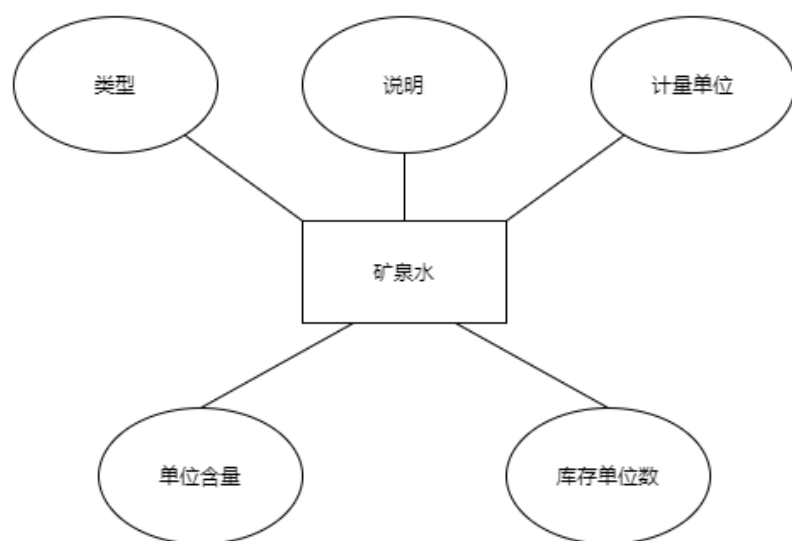 类型
说明
计量单位
矿泉水
单位含量
库存单位数